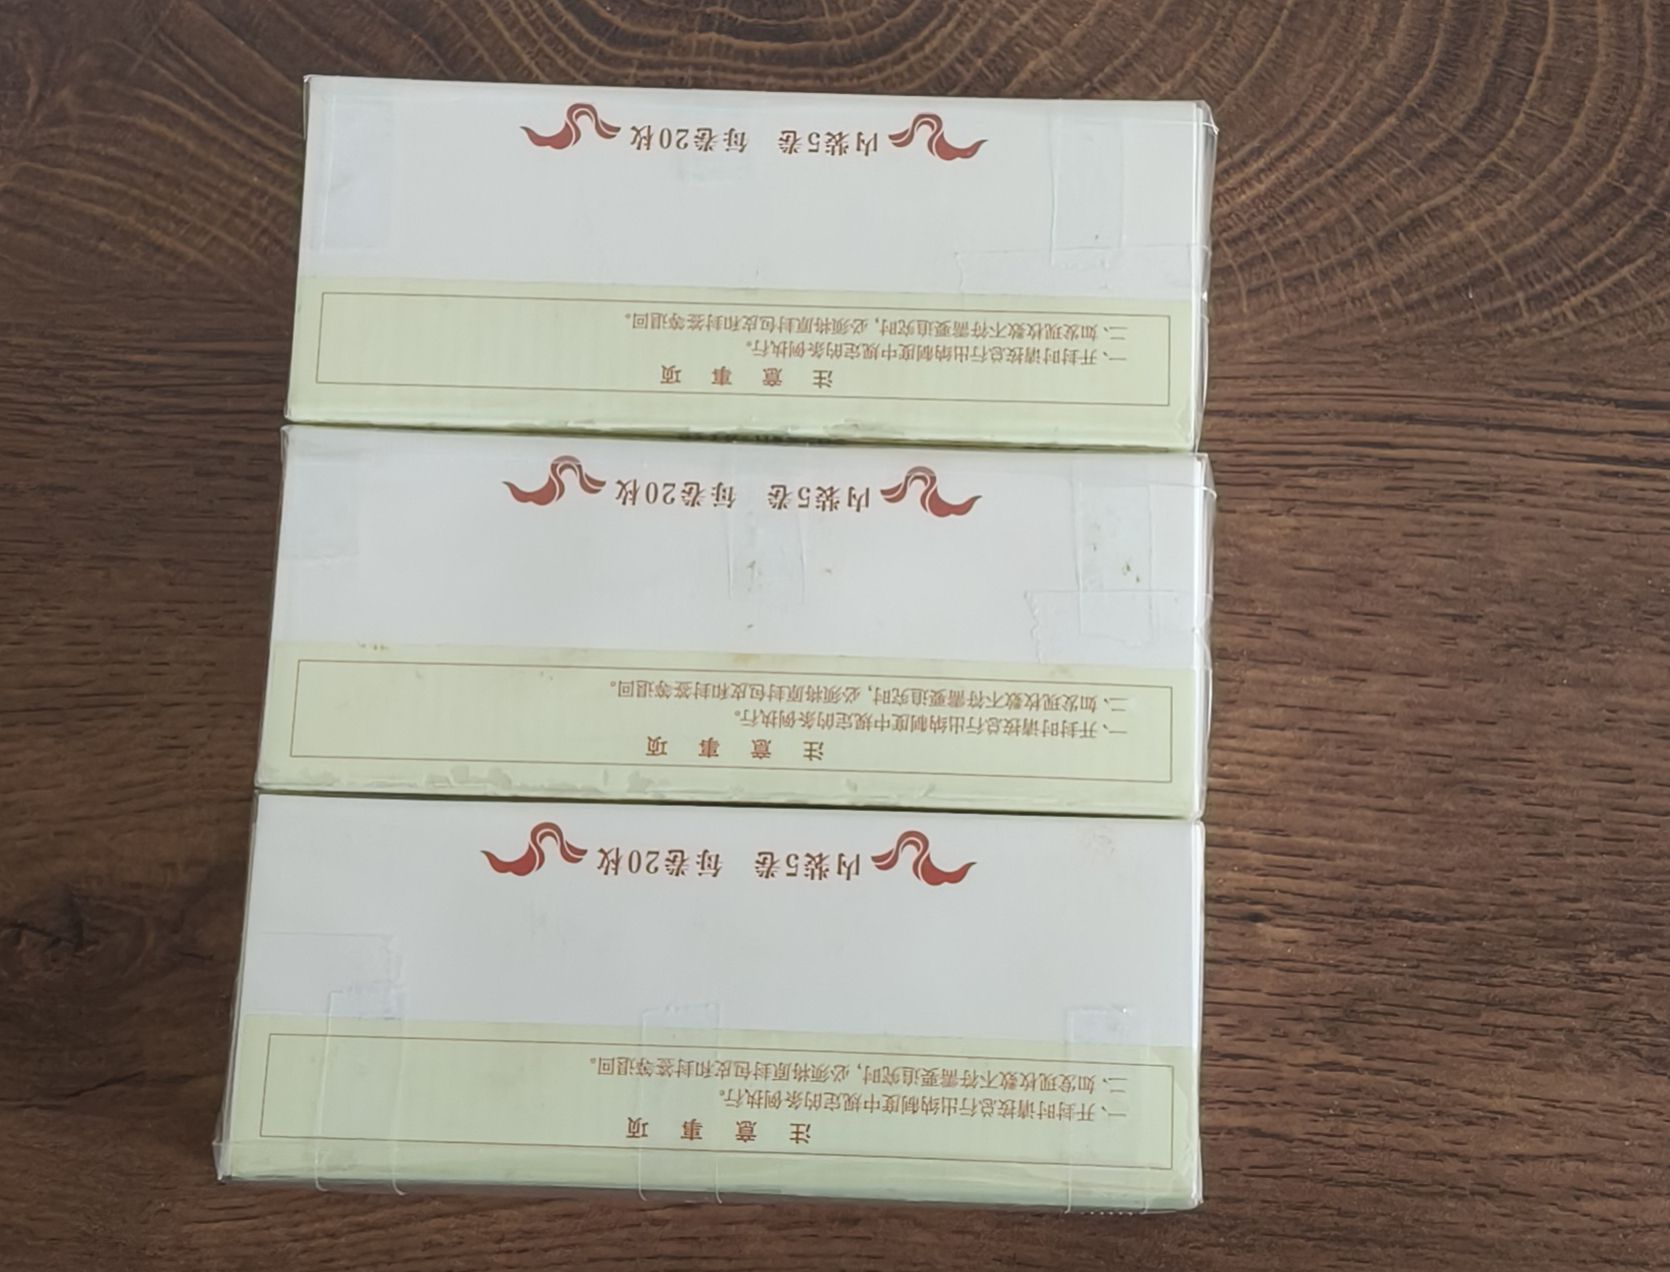 注意事项
一、开封时请按总行出纳制度中规定的条例执行。
二、如发现枚数不符需要追究时，必须将原封包皮和封签等退回。
内装5卷 每卷20枚
注意事项
一、开封时请按总行出纳制度中规定的条例执行。
二、如发现枚数不符需要追究时，必须将原封包皮和封签等退回。
内装5卷 每卷20枚
注意事项
一、开封时请按总行出纳制度中规定的条例执行。
二、如发现枚数不符需要追究时，必须将原封包皮和封签等退回。
内装5卷 每卷20枚